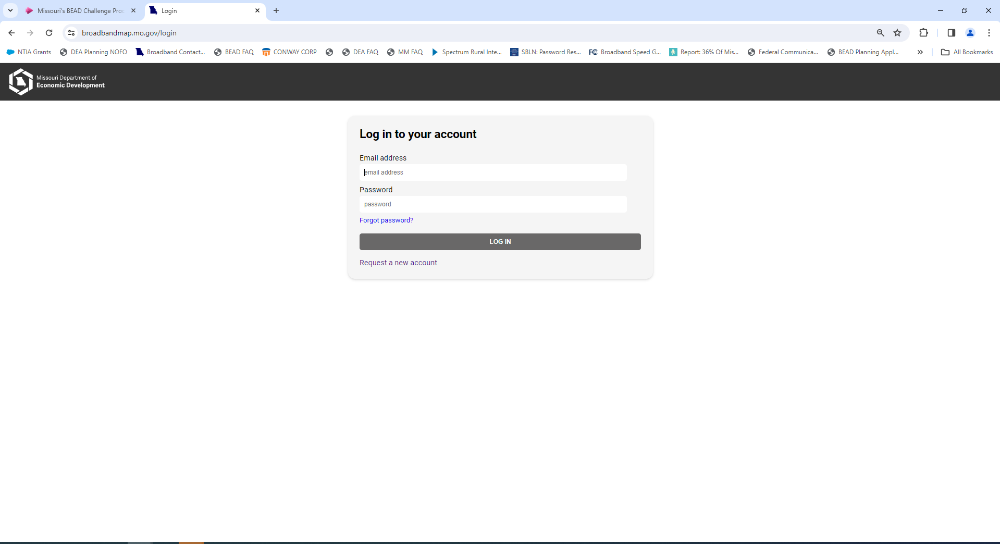 Missouri's BEAD Challenge Proc
Login
broadbandmap.mo.gov/login
NTIA Grants
DEA Planning NOFO
Broadband Contact...
BEAD FAQ
CONWAY CORP
DEA FAQ
MM FAQ
Spectrum Rural Inte...
SBLN: Password Res...
FC Broadband Speed G...
Report: 36% Of Mis...
Federal Communica...
BEAD Planning Appl...
All Bookmarks
Missouri Department of
Economic Development
Log in to your account
Email address
email address
Password
password
Forgot password?
LOG IN
Request a new account